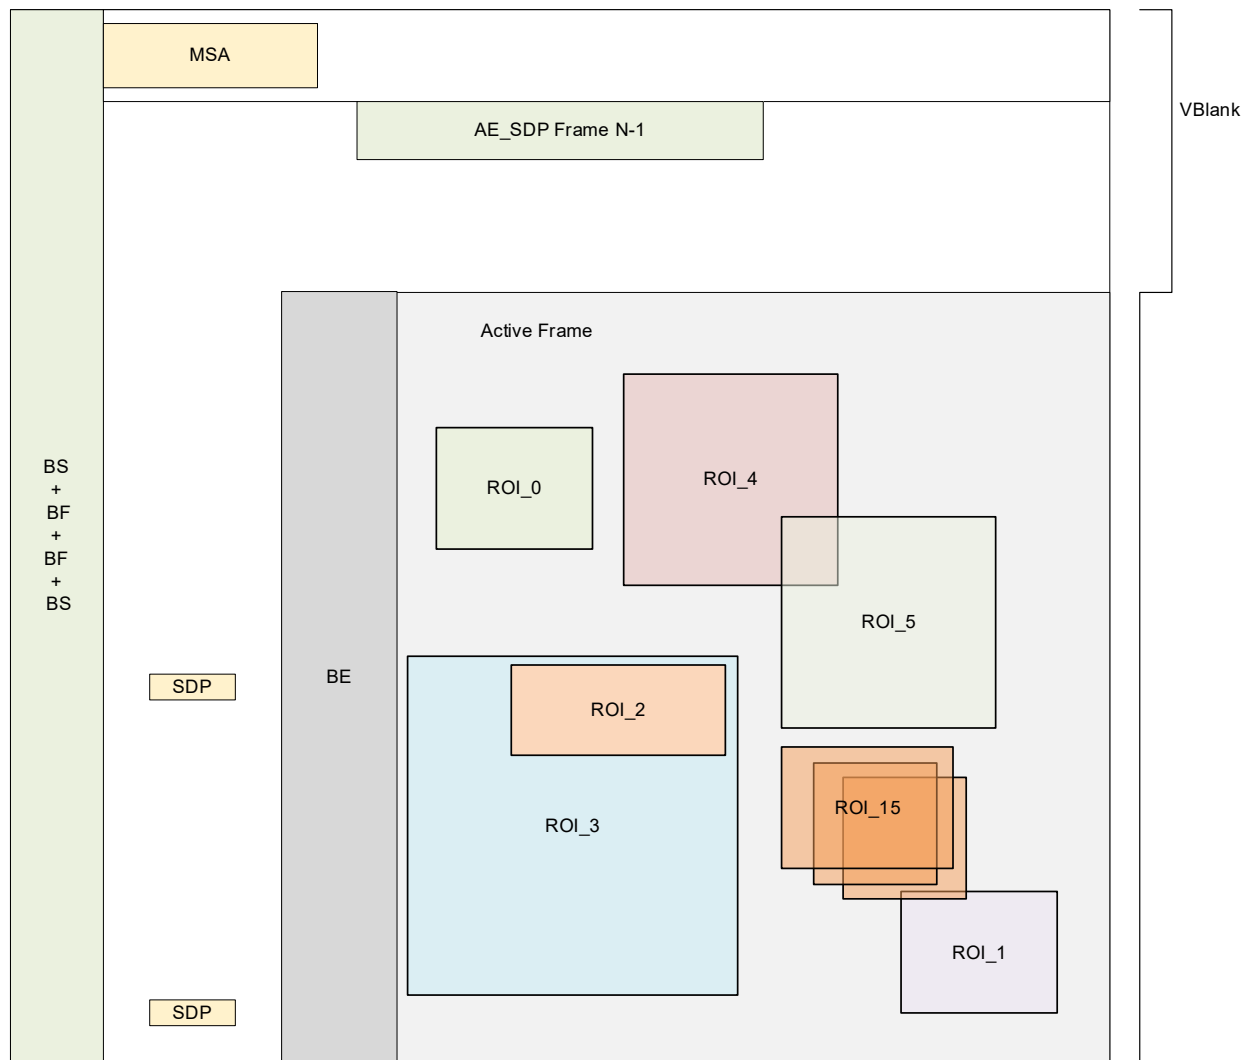 MSA
VBlank
AE_SDP Frame N-1
Active Frame
BS
+
BF
+
BF
+
BS
ROI_4
ROI_0
ROI_5
BE
SDP
ROI_2
ROI_15
ROI_3
ROI_1
SDP